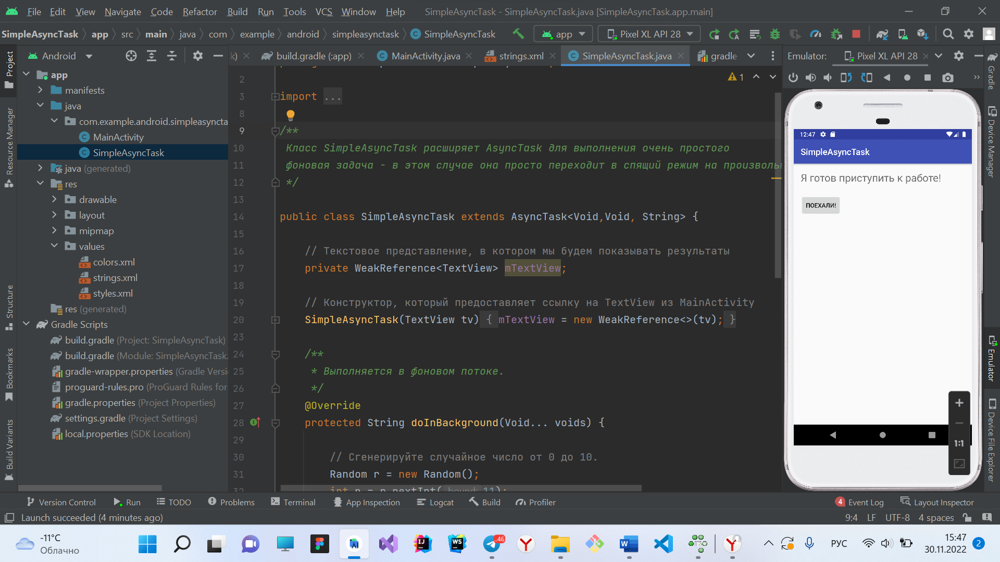 File Edit View Navigate Code Refactor Build Run Tools VCS Window Help SimpleAsyncTask - SimpleAsyncTask.java [SimpleAsyncTask.app.main]
SimpleAsyncTask app src main java com example android simpleasynctask SimpleAsyncTask app Pixel XL API 28
Android
k) build.gradle (:app) MainActivity.java strings.xml SimpleAsyncTask.java gradle
Emulator: Pixel XL API 28
Project
Resource Manager
Structure
Bookmarks
Build Variants
app
manifests
java
com.example.android.simpleasyncta
MainActivity
SimpleAsyncTask
java (generated)
res
drawable
layout
mipmap
values
colors.xml
strings.xml
styles.xml
res (generated)
Gradle Scripts
build.gradle (Project: SimpleAsyncTask)
build.gradle (Module: SimpleAsyncTask.
gradle-wrapper.properties (Gradle Versi
proguard-rules.pro (ProGuard Rules for
gradle.properties (Project Properties)
settings.gradle (Project Settings)
local.properties (SDK Location)
1
2
3 import ...
8
9 /**
10 Класс SimpleAsyncTask расширяет AsyncTask для выполнения очень простого
11 фоновая задача - в этом случае она просто переходит в спящий режим на произволь
12 */
13
14 public class SimpleAsyncTask extends AsyncTask<Void,Void, String> {
15
16 // Текстовое представление, в котором мы будем показывать результаты
17 private WeakReference<TextView> mTextView;
18
19 // Конструктор, который предоставляет ссылку на TextView из MainActivity
20 SimpleAsyncTask(TextView tv) { mTextView = new WeakReference<>(tv); }
23
24 /**
25 * Выполняется в фоновом потоке.
26 */
27 @Override
28 protected String doInBackground(Void... voids) {
29
30 // Сгенерируйте случайное число от 0 до 10.
31 Random r = new Random();
32 int n = r.nextInt( bound: 11);
12:47
SimpleAsyncTask
Я готов приступить к работе!
ПОЕХАЛИ!
1:1
Gradle
Device Manager
Emulator
Device File Explorer
Version Control Run TODO Problems Terminal App Inspection Logcat Build Profiler 4 Event Log Layout Inspector
Launch succeeded (4 minutes ago) 9:4 LF UTF-8 4 spaces
-11°C
Облачно
IJ
WS
..46
РУС
15:47
30.11.2022
2